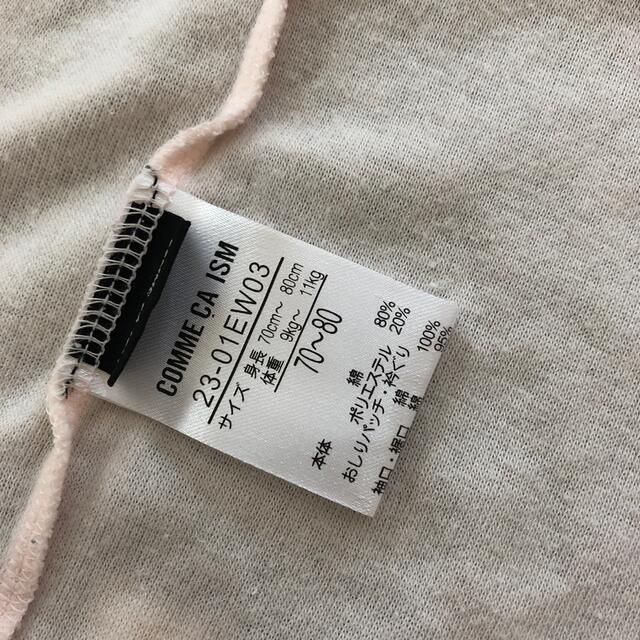 COMME ÇA ISM
23-01EW03
サイズ 身長 70cm～ 80cm
体重 9kg～ 11kg
70～80
本体 綿 80%
ポリエステル 20%
おしりパッチ・衿ぐり
綿 100%
袖口・裾口 綿 95%